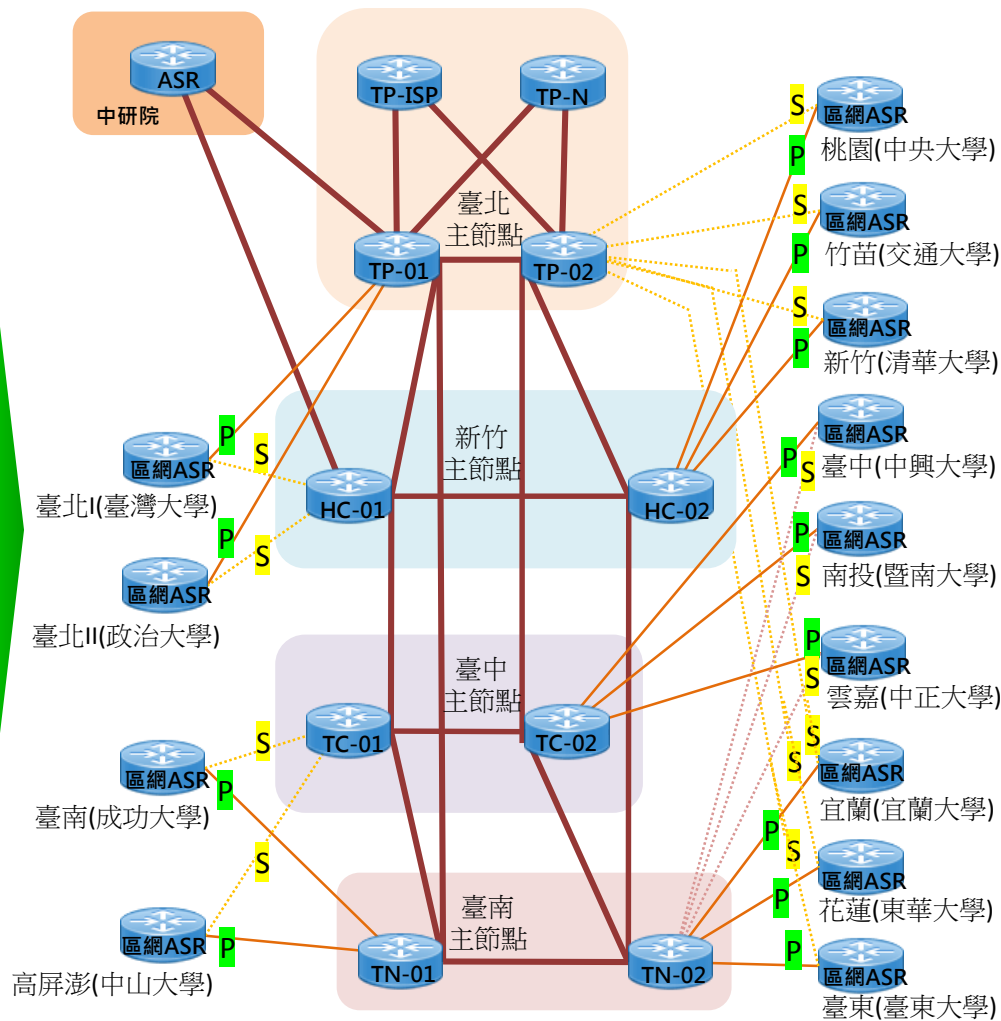 ASR
中研院
TP-ISP
TP-N
臺北
主節點
TP-01
TP-02
S
區網ASR
桃園(中央大學)
P
S
區網ASR
竹苗(交通大學)
P
S
區網ASR
新竹(清華大學)
P
P
區網ASR
臺北I(臺灣大學)
S
新竹
主節點
HC-01
HC-02
P
S
區網ASR
臺中(中興大學)
P
區網ASR
臺北II(政治大學)
S
P
S
區網ASR
南投(暨南大學)
臺中
主節點
TC-01
TC-02
P
S
區網ASR
雲嘉(中正大學)
S
區網ASR
臺南(成功大學)
P
S
S
區網ASR
宜蘭(宜蘭大學)
P
S
S
區網ASR
花蓮(東華大學)
P
臺南
主節點
TN-01
TN-02
區網ASR
高屏澎(中山大學)
P
P
區網ASR
臺東(臺東大學)